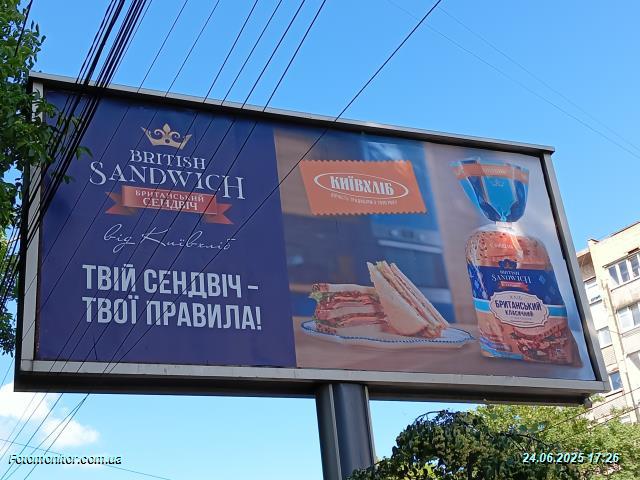 BRITISH
SANDWICH
БРИТАНСЬКИЙ
СЕНДВІЧ
від Київхліб
ТВІЙ СЕНДВІЧ –
ТВОЇ ПРАВИЛА!
КИЇВХЛІБ
BRITISH
SANDWICH
ХЛІБ
БРИТАНСЬКИЙ
КЛАСИЧНИЙ
Fotomonitor.com.ua
24.06.2025 17:26